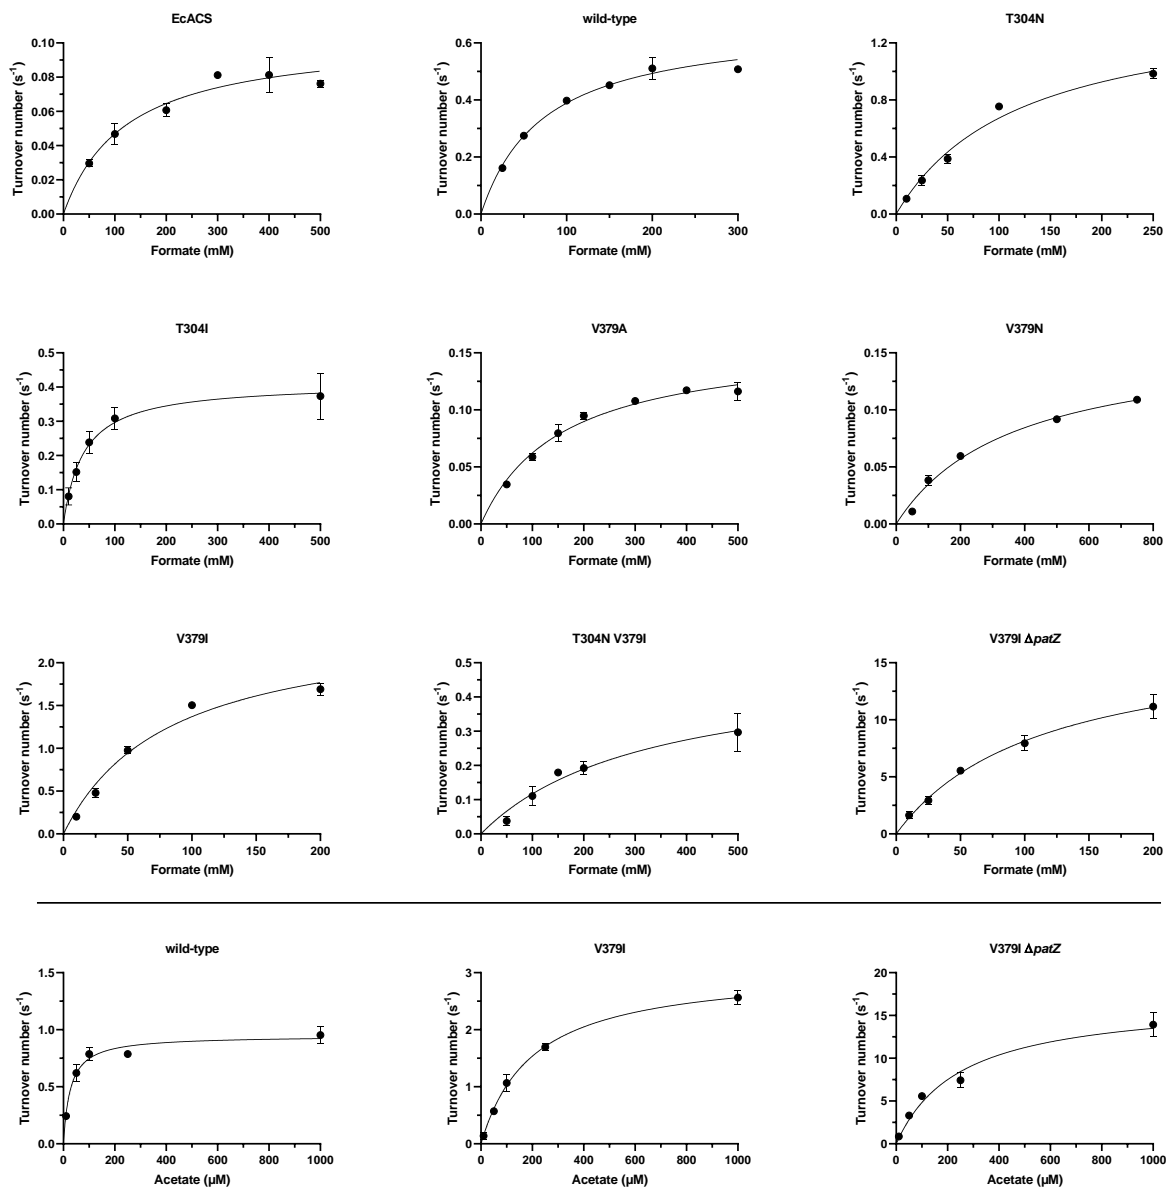 EcACS
Turnover number (s⁻¹)
0.10
0.08
0.06
0.04
0.02
0.00
0 100 200 300 400 500
Formate (mM)
wild-type
Turnover number (s⁻¹)
0.6
0.4
0.2
0.0
0 100 200 300
Formate (mM)
T304N
Turnover number (s⁻¹)
1.2
0.8
0.4
0.0
0 50 100 150 200 250
Formate (mM)
T304I
Turnover number (s⁻¹)
0.5
0.4
0.3
0.2
0.1
0.0
0 100 200 300 400 500
Formate (mM)
V379A
Turnover number (s⁻¹)
0.15
0.10
0.05
0.00
0 100 200 300 400 500
Formate (mM)
V379N
Turnover number (s⁻¹)
0.15
0.10
0.05
0.00
0 200 400 600 800
Formate (mM)
V379I
Turnover number (s⁻¹)
2.0
1.5
1.0
0.5
0.0
0 50 100 150 200
Formate (mM)
T304N V379I
Turnover number (s⁻¹)
0.5
0.4
0.3
0.2
0.1
0.0
0 100 200 300 400 500
Formate (mM)
V379I ΔpatZ
Turnover number (s⁻¹)
15
10
5
0
0 50 100 150 200
Formate (mM)
wild-type
Turnover number (s⁻¹)
1.5
1.0
0.5
0.0
0 200 400 600 800 1000
Acetate (µM)
V379I
Turnover number (s⁻¹)
3
2
1
0
0 200 400 600 800 1000
Acetate (µM)
V379I ΔpatZ
Turnover number (s⁻¹)
20
15
10
5
0
0 200 400 600 800 1000
Acetate (µM)